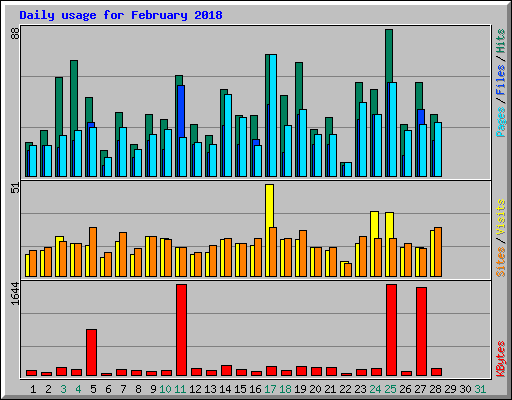 Daily usage for February 2018
88
51
1644
Pages/Files/Hits
Sites/Visits
KBytes
1 2 3 4 5 6 7 8 9 10 11 12 13 14 15 16 17 18 19 20 21 22 23 24 25 26 27 28 29 30 31